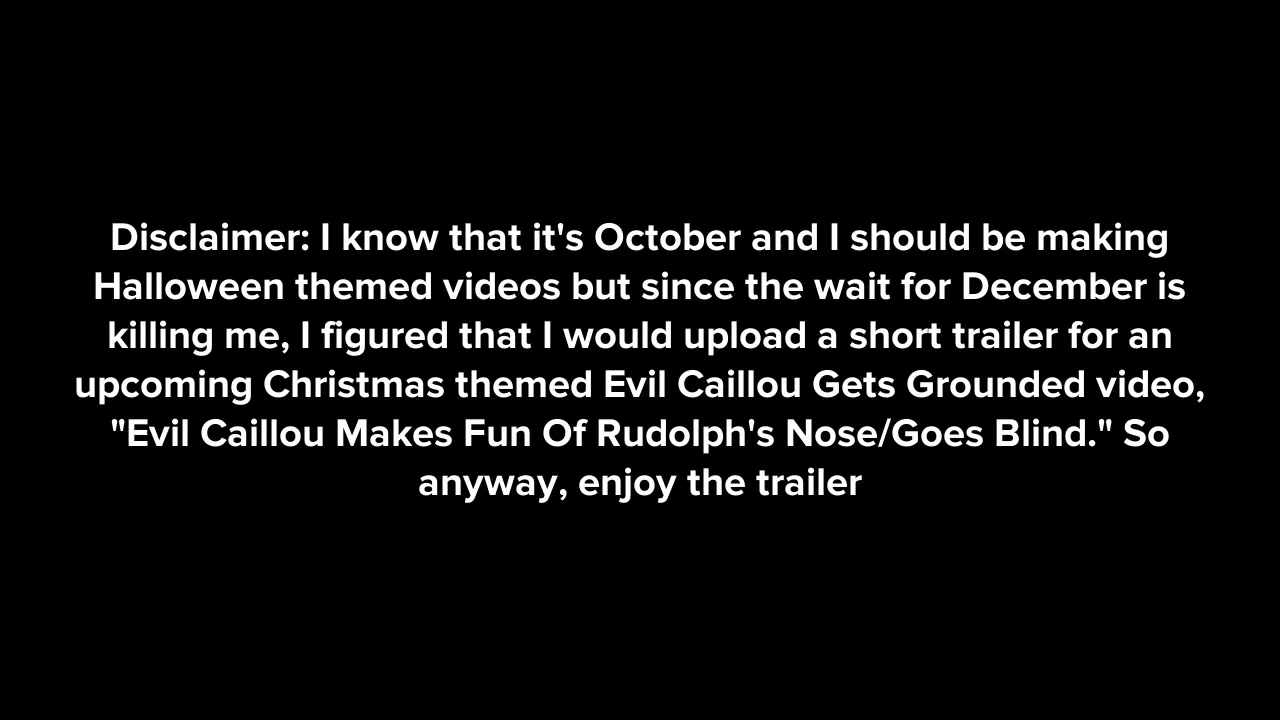 Disclaimer: I know that it's October and I should be making
Halloween themed videos but since the wait for December is
killing me, I figured that I would upload a short trailer for an
upcoming Christmas themed Evil Caillou Gets Grounded video,
"Evil Caillou Makes Fun Of Rudolph's Nose/Goes Blind." So
anyway, enjoy the trailer